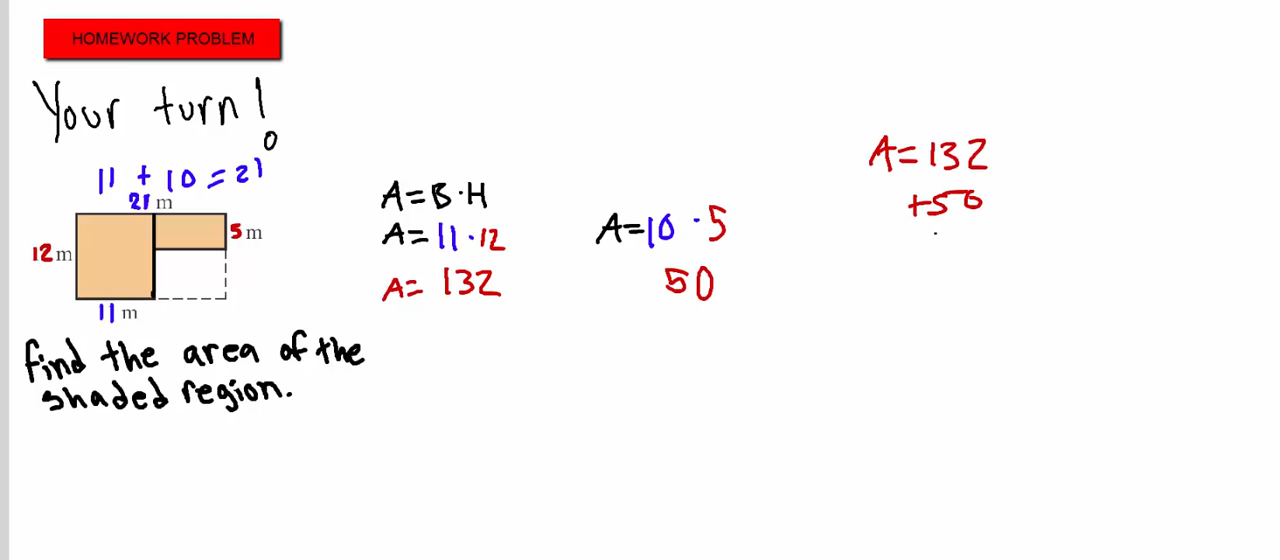 HOMEWORK PROBLEM
Your turn!
11 + 10 = 21
21 m
12 m
5 m
11 m
find the area of the
shaded region.
A=B·H
A=11·12
A= 132
A=10·5
50
A=132
+50